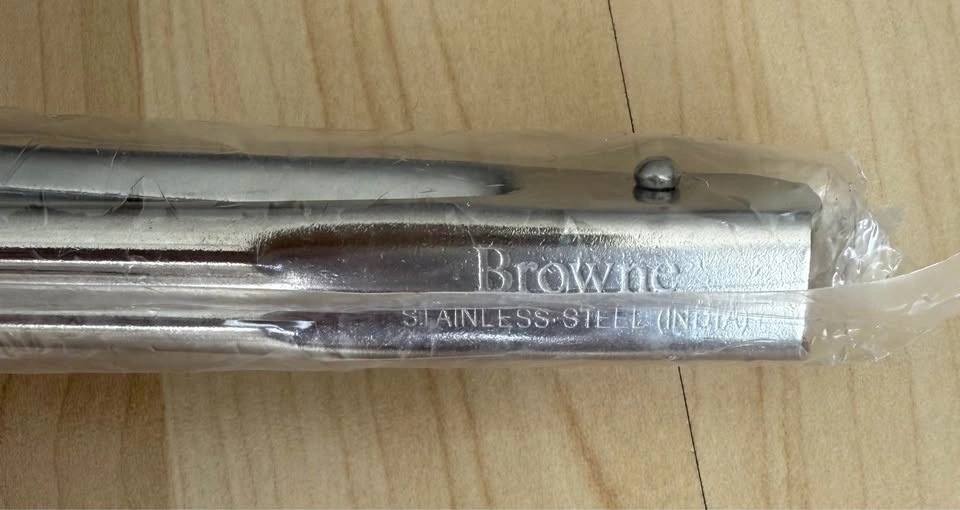 Browne
STAINLESS STEEL (INDIA)